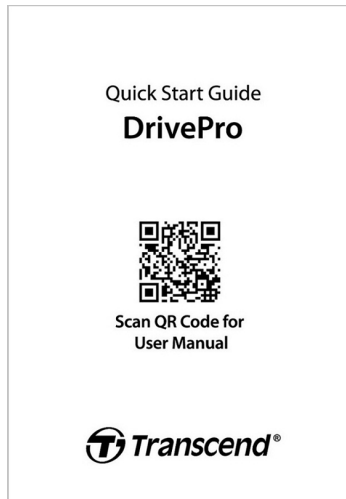 Quick Start Guide
DrivePro
Scan QR Code for
User Manual
Transcend®